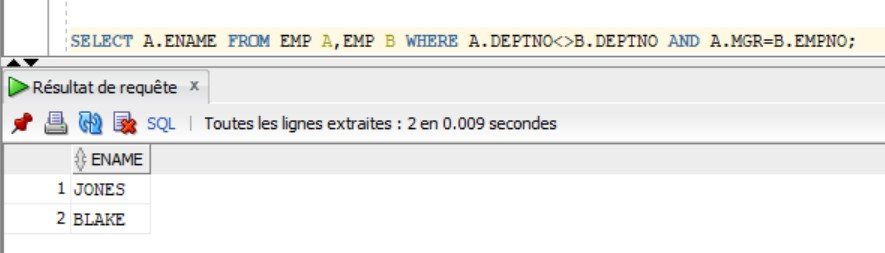 SELECT A.ENAME FROM EMP A,EMP B WHERE A.DEPTNO<>B.DEPTNO AND A.MGR=B.EMPNO;
Résultat de requête x
SQL | Toutes les lignes extraites : 2 en 0.009 secondes
ENAME
1 JONES
2 BLAKE